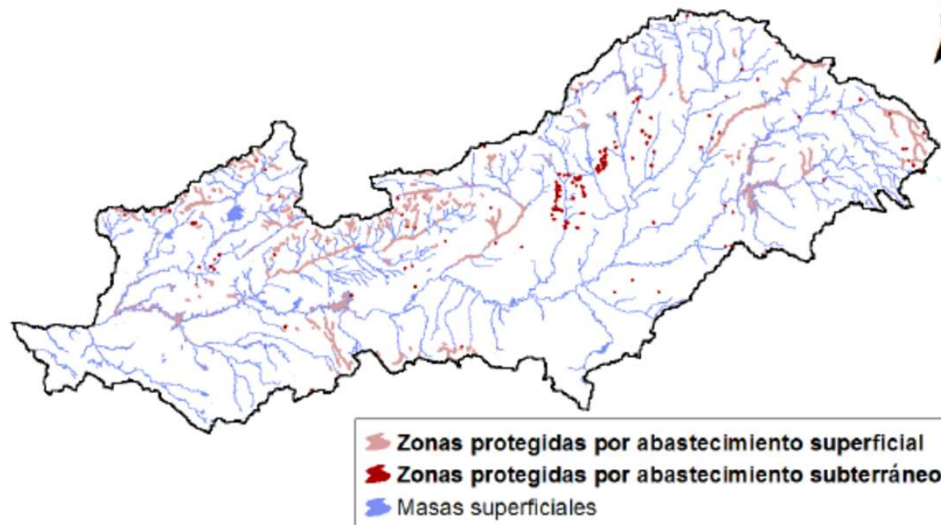 Zonas protegidas por abastecimiento superficial
Zonas protegidas por abastecimiento subterráneo
Masas superficiales